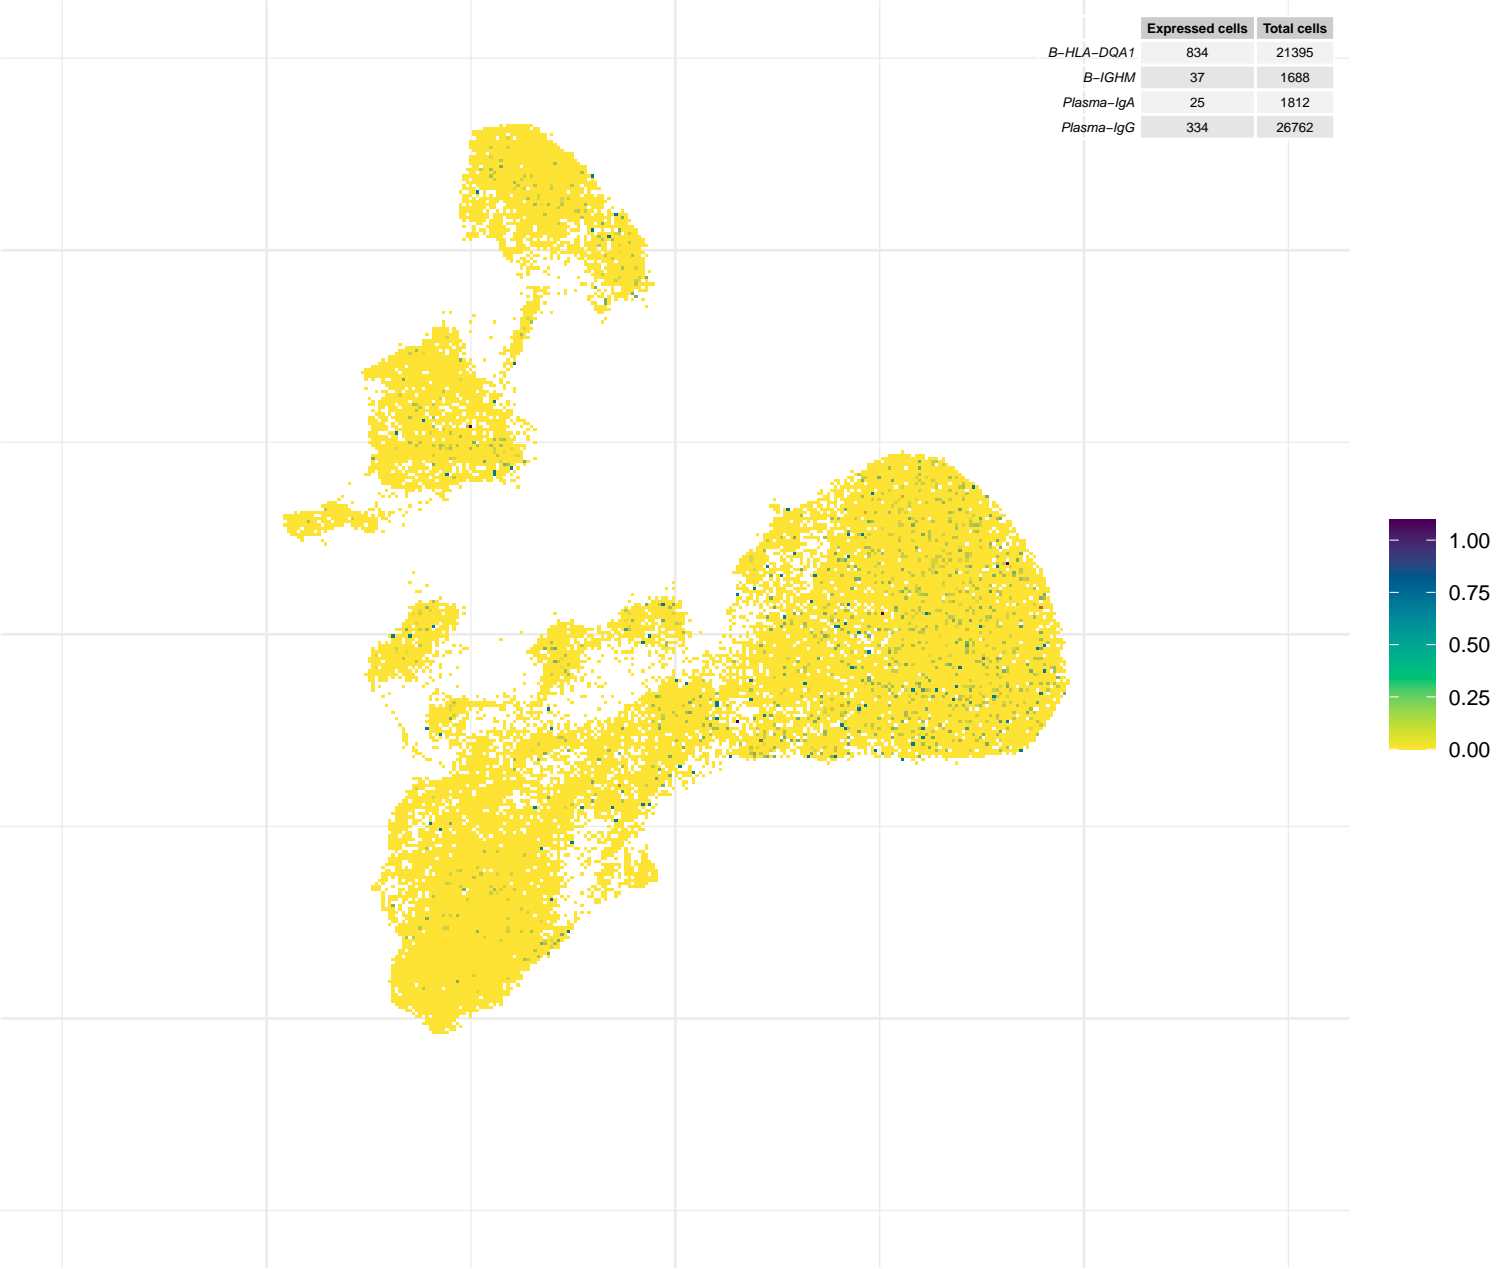 Expressed cells Total cells
B−HLA−DQA1 834 21395
B−IGHM 37 1688
Plasma−IgA 25 1812
Plasma−IgG 334 26762
1.00
0.75
0.50
0.25
0.00